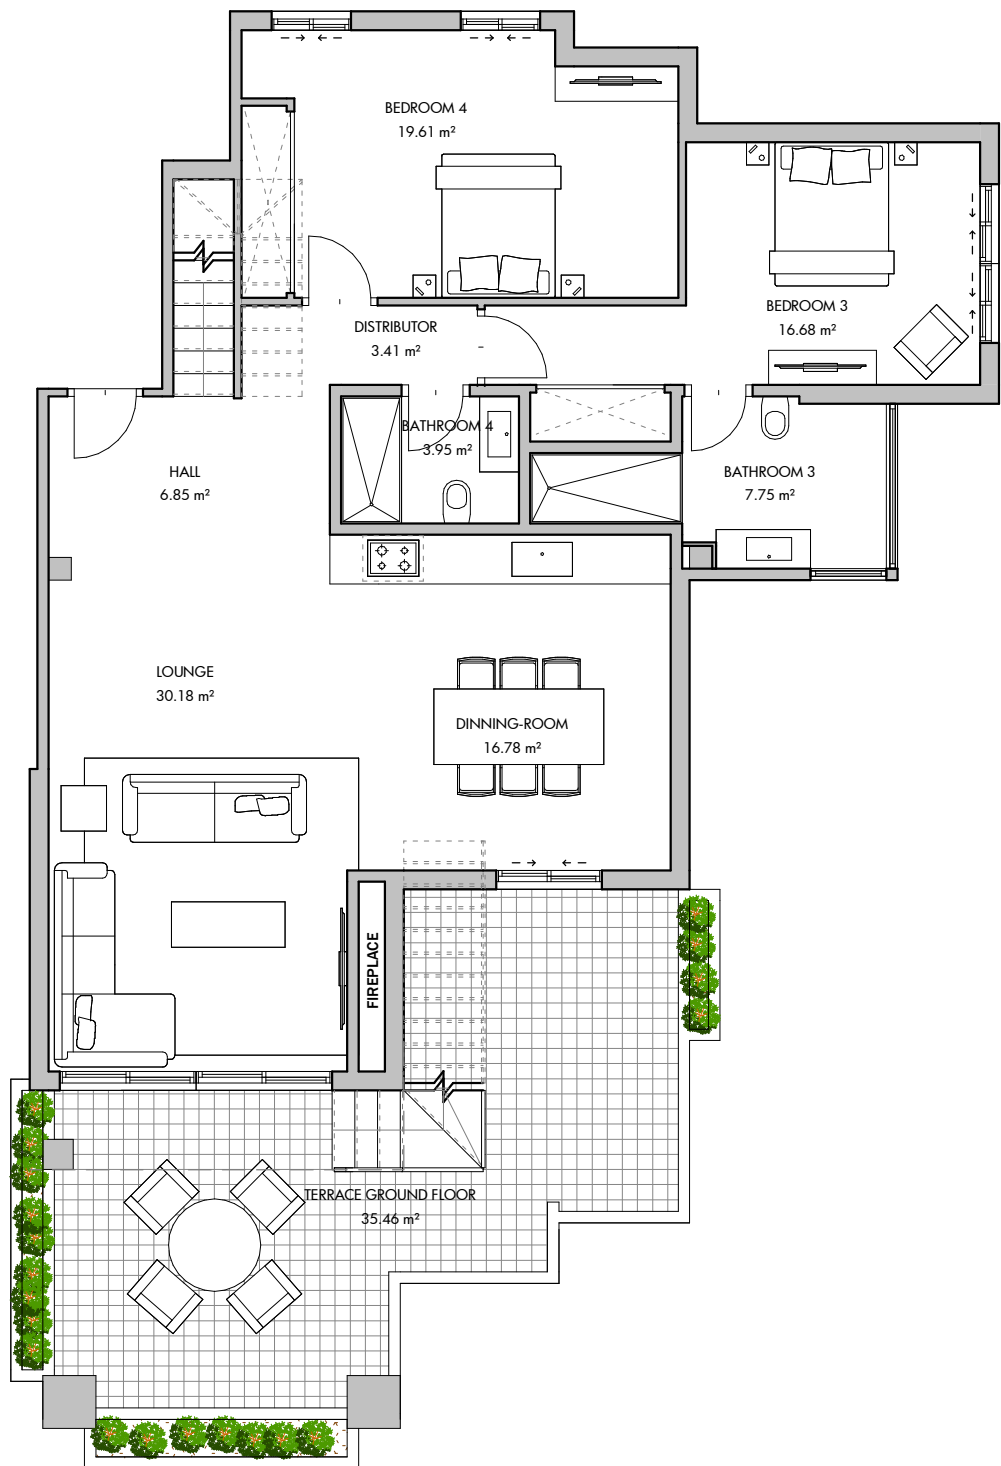 BEDROOM 4
19.61 m²
BEDROOM 3
16.68 m²
DISTRIBUTOR
3.41 m²
BATHROOM 4
3.95 m²
HALL
6.85 m²
BATHROOM 3
7.75 m²
LOUNGE
30.18 m²
DINNING-ROOM
16.78 m²
FIREPLACE
TERRACE GROUND FLOOR
35.46 m²